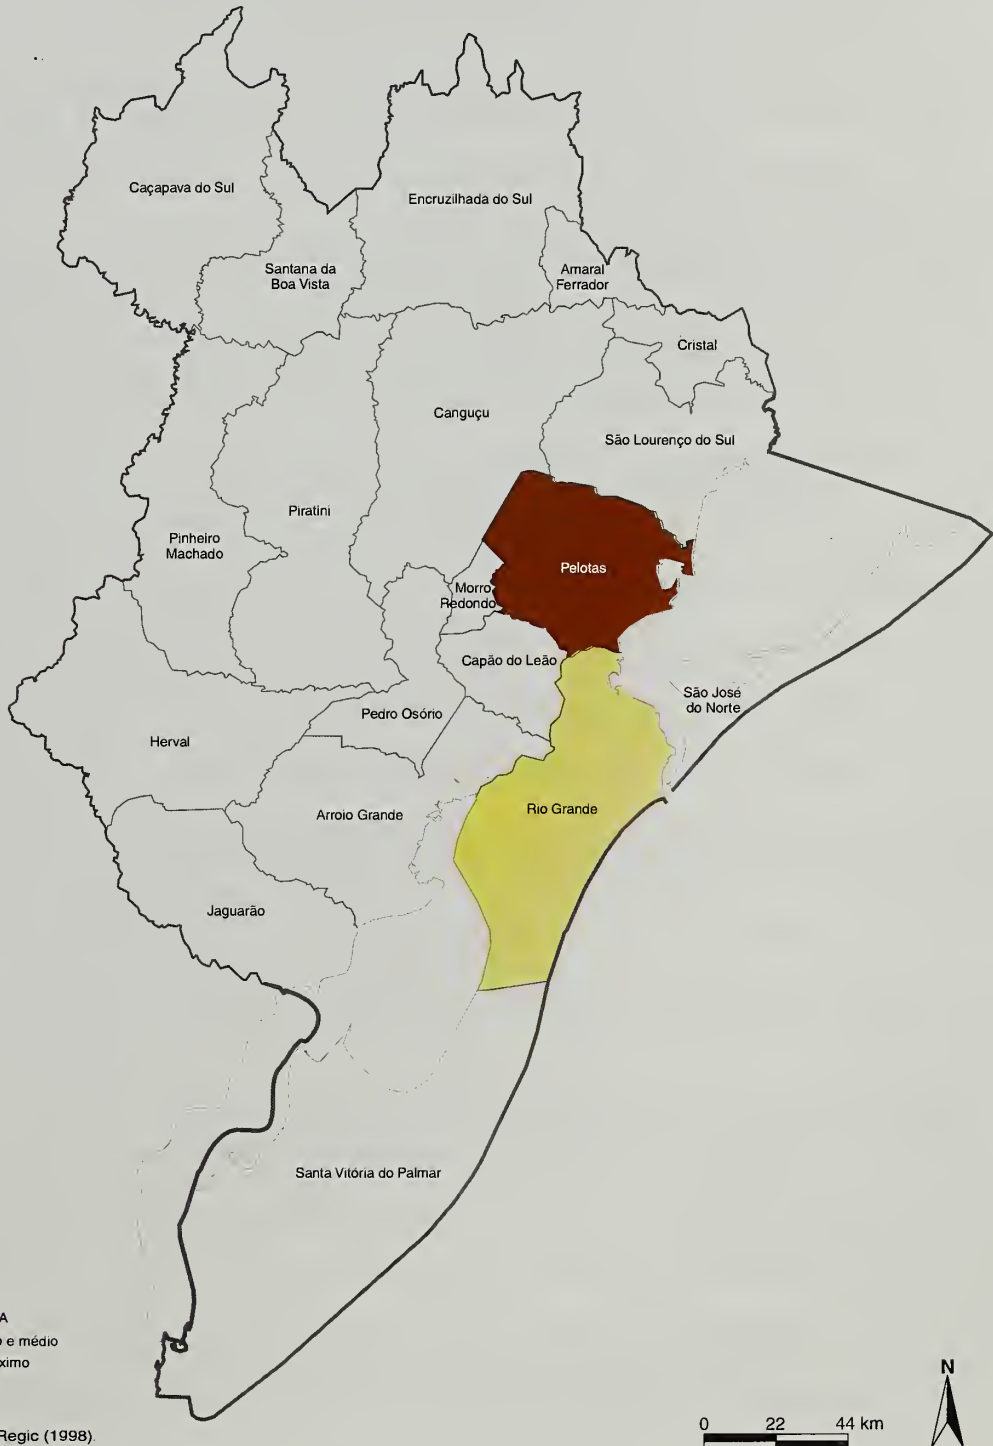 Caçapava do Sul
Encruzilhada do Sul
Santana da
Boa Vista
Amaral
Ferrador
Cristal
Canguçu
São Lourenço do Sul
Piratini
Pinheiro
Machado
Pelotas
Morro
Redondo
Capão do Leão
São José
do Norte
Pedro Osório
Herval
Rio Grande
Arroio Grande
Jaguarão
Santa Vitória do Palmar
A
o e médio
ximo
Regic (1998).
N
0 22 44 km